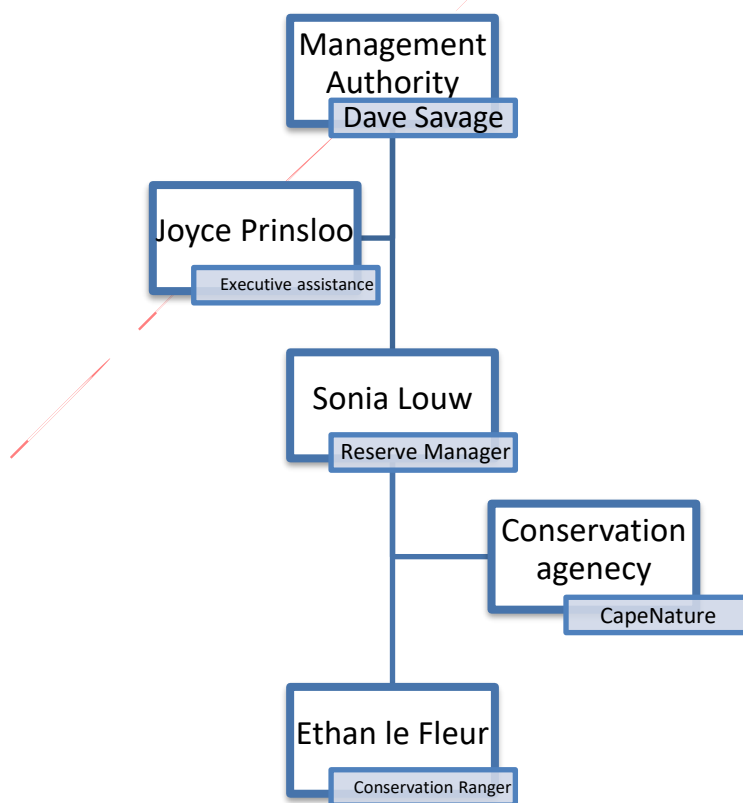 Management
Authority
Dave Savage
Joyce Prinsloo
Executive assistance
Sonia Louw
Reserve Manager
Conservation
agenecy
CapeNature
Ethan le Fleur
Conservation Ranger